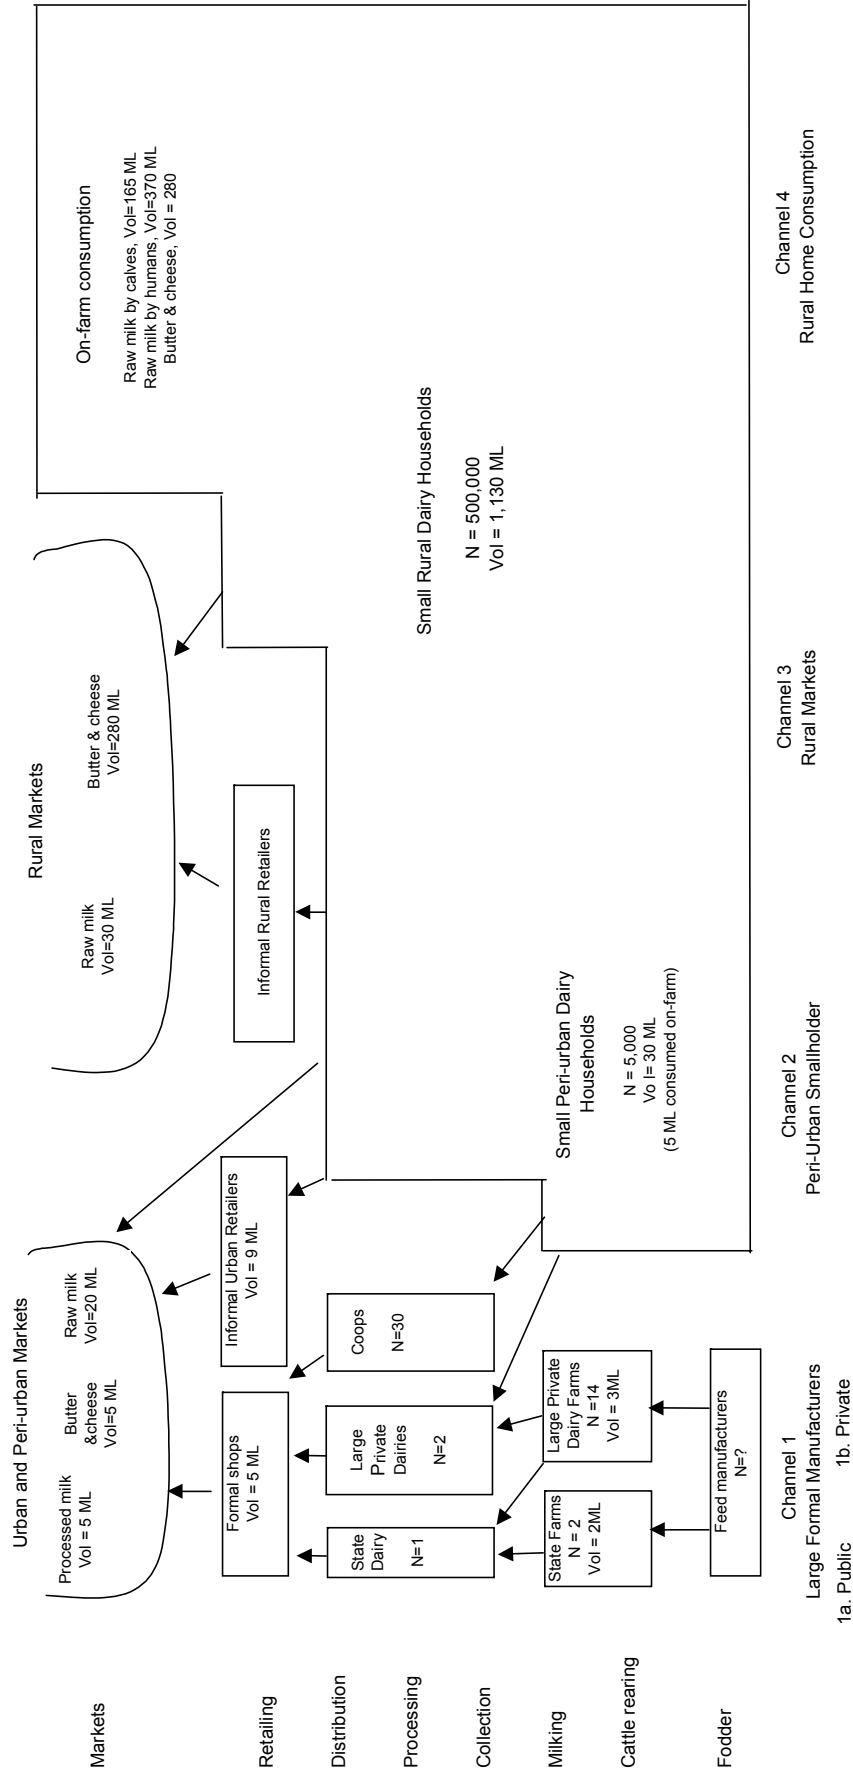 Urban and Peri-urban Markets
Rural Markets
Markets
Processed milk
Vol = 5 ML
Butter
&cheese
Vol=5 ML
Raw milk
Vol=20 ML
Raw milk
Vol=30 ML
Butter & cheese
Vol=280 ML
On-farm consumption
Raw milk by calves, Vol=165 ML
Raw milk by humans, Vol=370 ML
Butter & cheese, Vol = 280
Retailing
Formal shops
Vol = 5 ML
Informal Urban Retailers
Vol = 9 ML
Informal Rural Retailers
Distribution
Processing
Collection
State
Dairy
N=1
Large
Private
Dairies
N=2
Coops
N=30
Small Rural Dairy Households
N = 500,000
Vol = 1,130 ML
Milking
Cattle rearing
State Farms
N = 2
Vol = 2ML
Large Private
Dairy Farms
N =14
Vol = 3ML
Small Peri-urban Dairy
Households
N = 5,000
Vo l= 30 ML
(5 ML consumed on-farm)
Fodder
Feed manufacturers
N=?
Channel 1
Large Formal Manufacturers
1a. Public 1b. Private
Channel 2
Peri-Urban Smallholder
Channel 3
Rural Markets
Channel 4
Rural Home Consumption